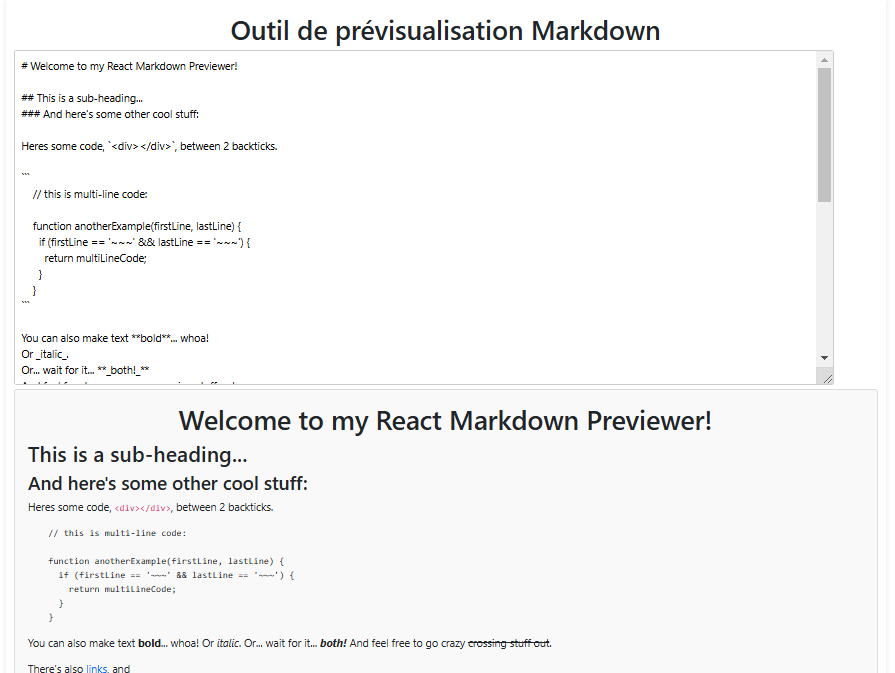 Outil de prévisualisation Markdown
# Welcome to my React Markdown Previewer!
## This is a sub-heading...
### And here's some other cool stuff:
Heres some code, `<div></div>`, between 2 backticks.
```
// this is multi-line code:
function anotherExample(firstLine, lastLine) {
if (firstLine == '~~~' && lastLine == '~~~') {
return multiLineCode;
}
}
```
You can also make text **bold**... whoa!
Or _italic_.
Or... wait for it... **_both!_**
Welcome to my React Markdown Previewer!
This is a sub-heading...
And here's some other cool stuff:
Heres some code, <div></div>, between 2 backticks.
// this is multi-line code:
function anotherExample(firstLine, lastLine) {
if (firstLine == '~~~' && lastLine == '~~~') {
return multiLineCode;
}
}
You can also make text bold... whoa! Or italic. Or... wait for it... both! And feel free to go crazy crossing stuff out.
There's also links, and